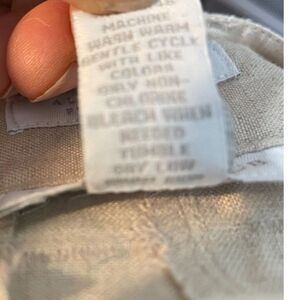 MACHINE
WASH WARM
GENTLE CYCLE
WITH LIKE
COLORS
ONLY NON-
CHLORINE
BLEACH WHEN
NEEDED
TUMBLE
DRY LOW